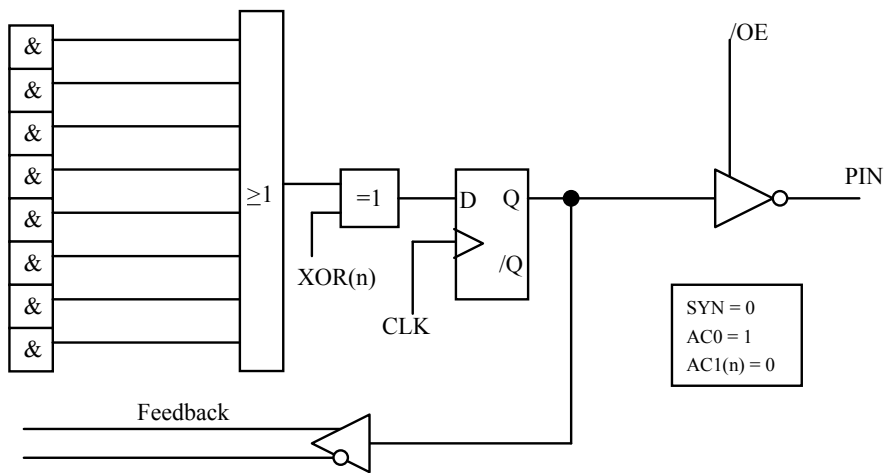 &
&
&
&
&
&
&
&
≥1
=1
XOR(n)
D Q
/Q
CLK
/OE
PIN
SYN = 0
AC0 = 1
AC1(n) = 0
Feedback